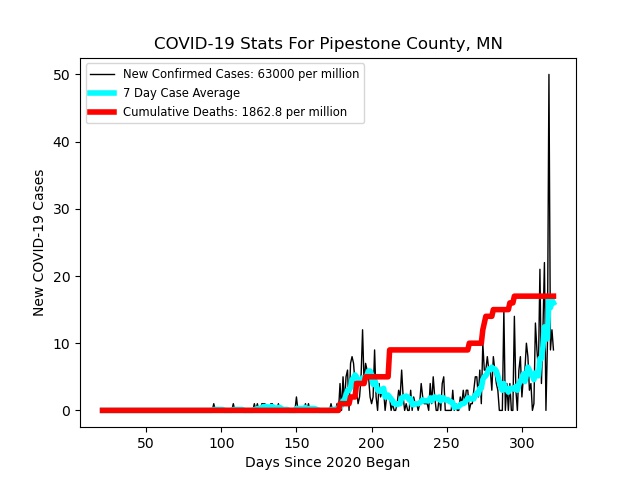 COVID-19 Stats For Pipestone County, MN
New Confirmed Cases: 63000 per million
7 Day Case Average
Cumulative Deaths: 1862.8 per million
New COVID-19 Cases
50
40
30
20
10
0
50 100 150 200 250 300
Days Since 2020 Began